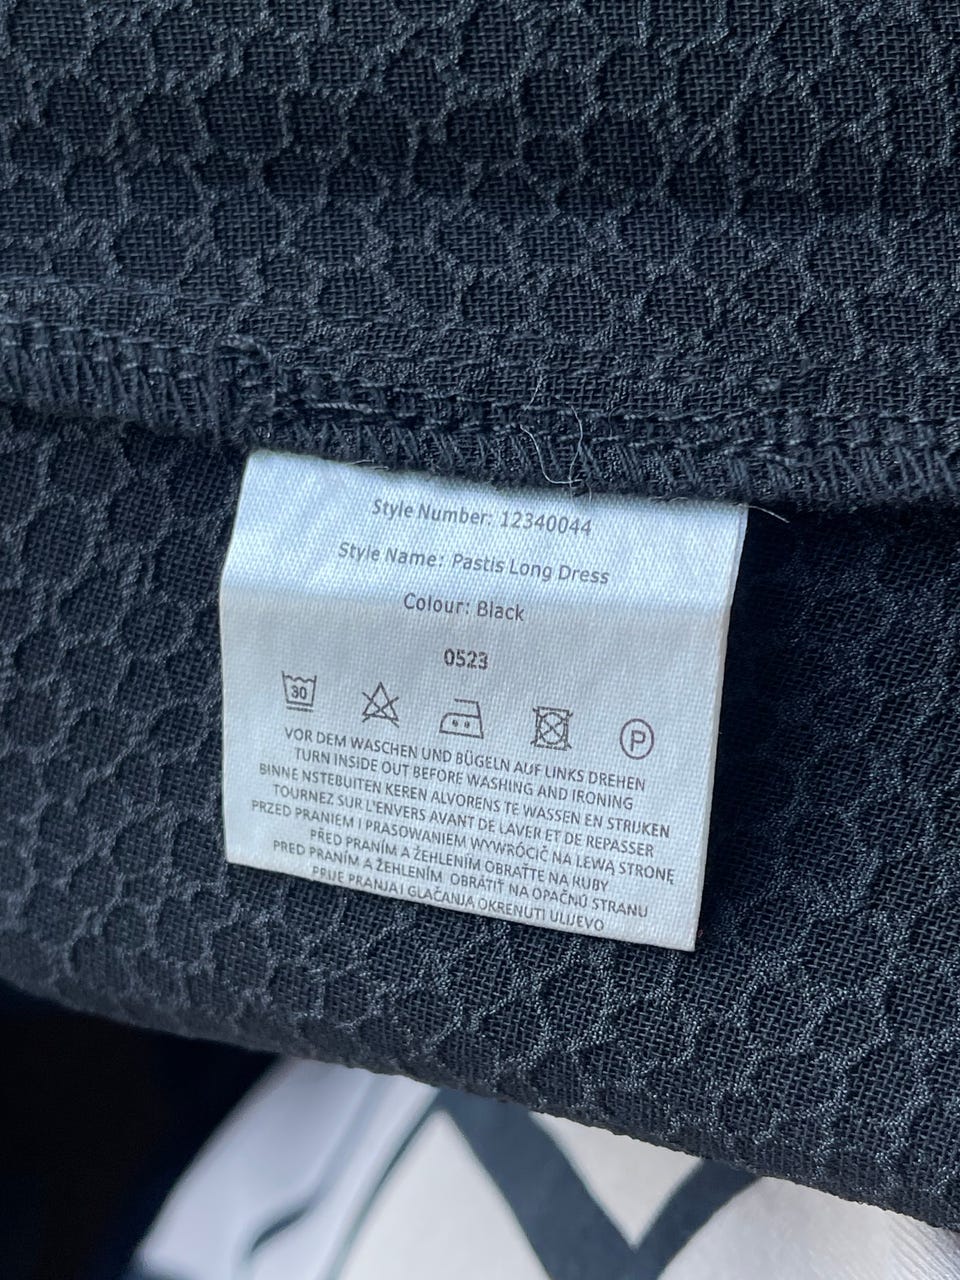 Style Number: 12340044
Style Name: Pastis Long Dress
Colour: Black
0523
30
P
VOR DEM WASCHEN UND BÜGELN AUF LINKS DREHEN
TURN INSIDE OUT BEFORE WASHING AND IRONING
BINNE NSTEBUITEN KEREN ALVORENS TE WASSEN EN STRIJKEN
TOURNEZ SUR L'ENVERS AVANT DE LAVER ET DE REPASSER
PRZED PRANIEM I PRASOWANIEM WYWRÓCIČ NA LEWĄ STRONĘ
PŘED PRANÍM A ŽEHLENÍM OBRAŤTE NA RUBY
PRED PRANÍM A ŽEHLENÍM OBRÁTIŤ NA OPAČNÚ STRANU
PRIJE PRANJA I GLAČANJA OKRENUTI ULIJEVO